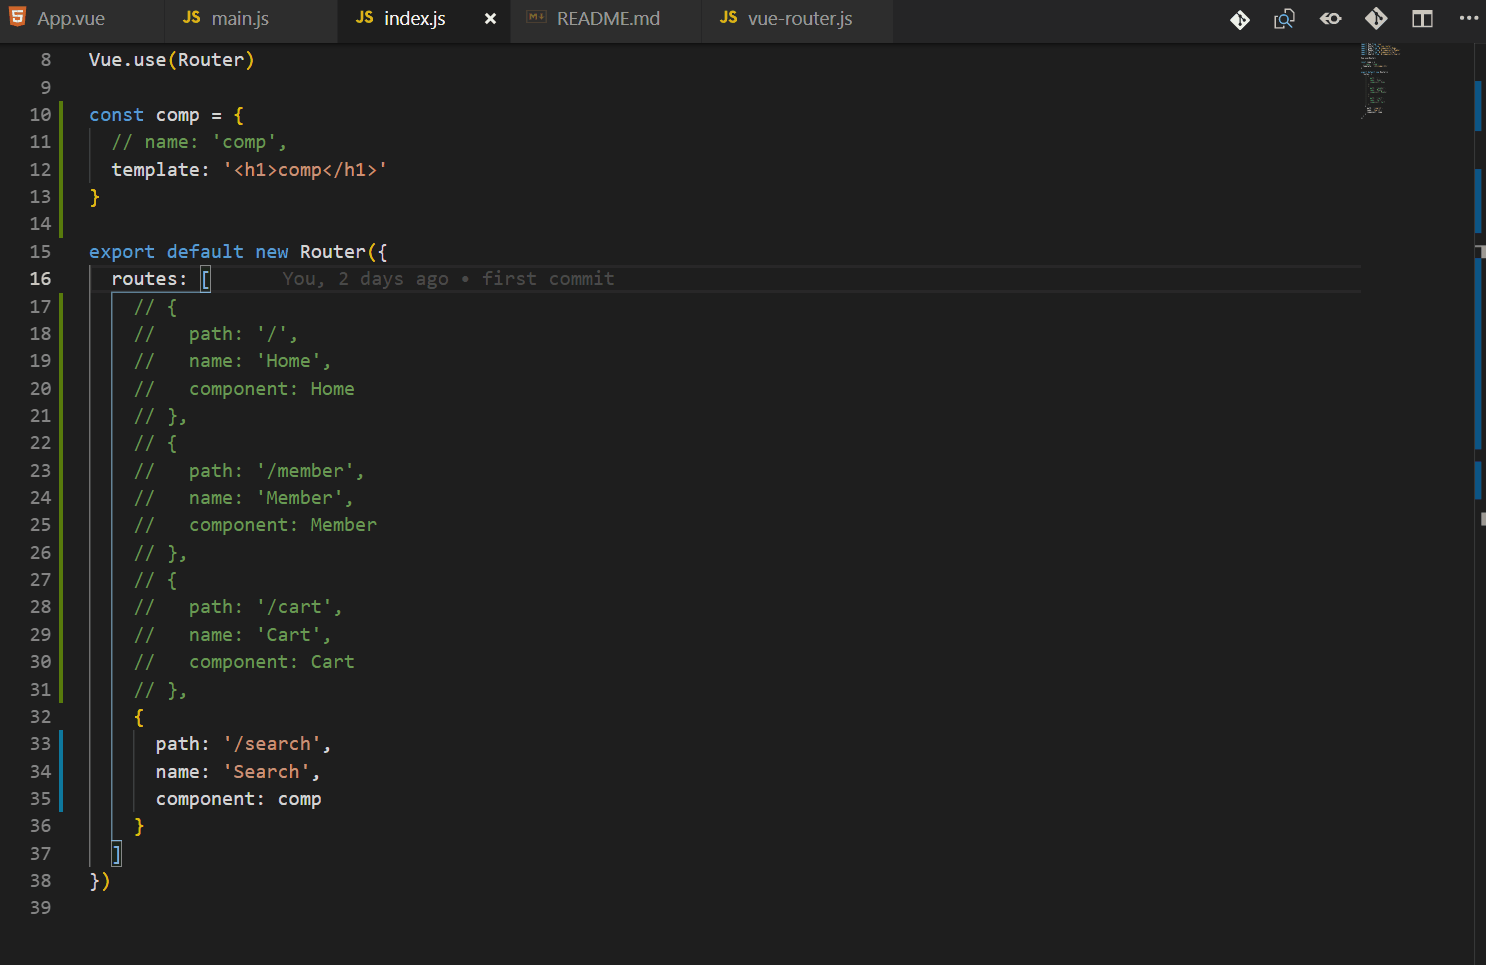 App.vue JS main.js JS index.js × M↓ README.md JS vue-router.js
8 Vue.use(Router)
9
10 const comp = {
11   // name: 'comp',
12   template: '<h1>comp</h1>'
13 }
14
15 export default new Router({
16   routes: [ You, 2 days ago • first commit
17     // {
18     //   path: '/',
19     //   name: 'Home',
20     //   component: Home
21     // },
22     // {
23     //   path: '/member',
24     //   name: 'Member',
25     //   component: Member
26     // },
27     // {
28     //   path: '/cart',
29     //   name: 'Cart',
30     //   component: Cart
31     // },
32     {
33       path: '/search',
34       name: 'Search',
35       component: comp
36     }
37   ]
38 })
39